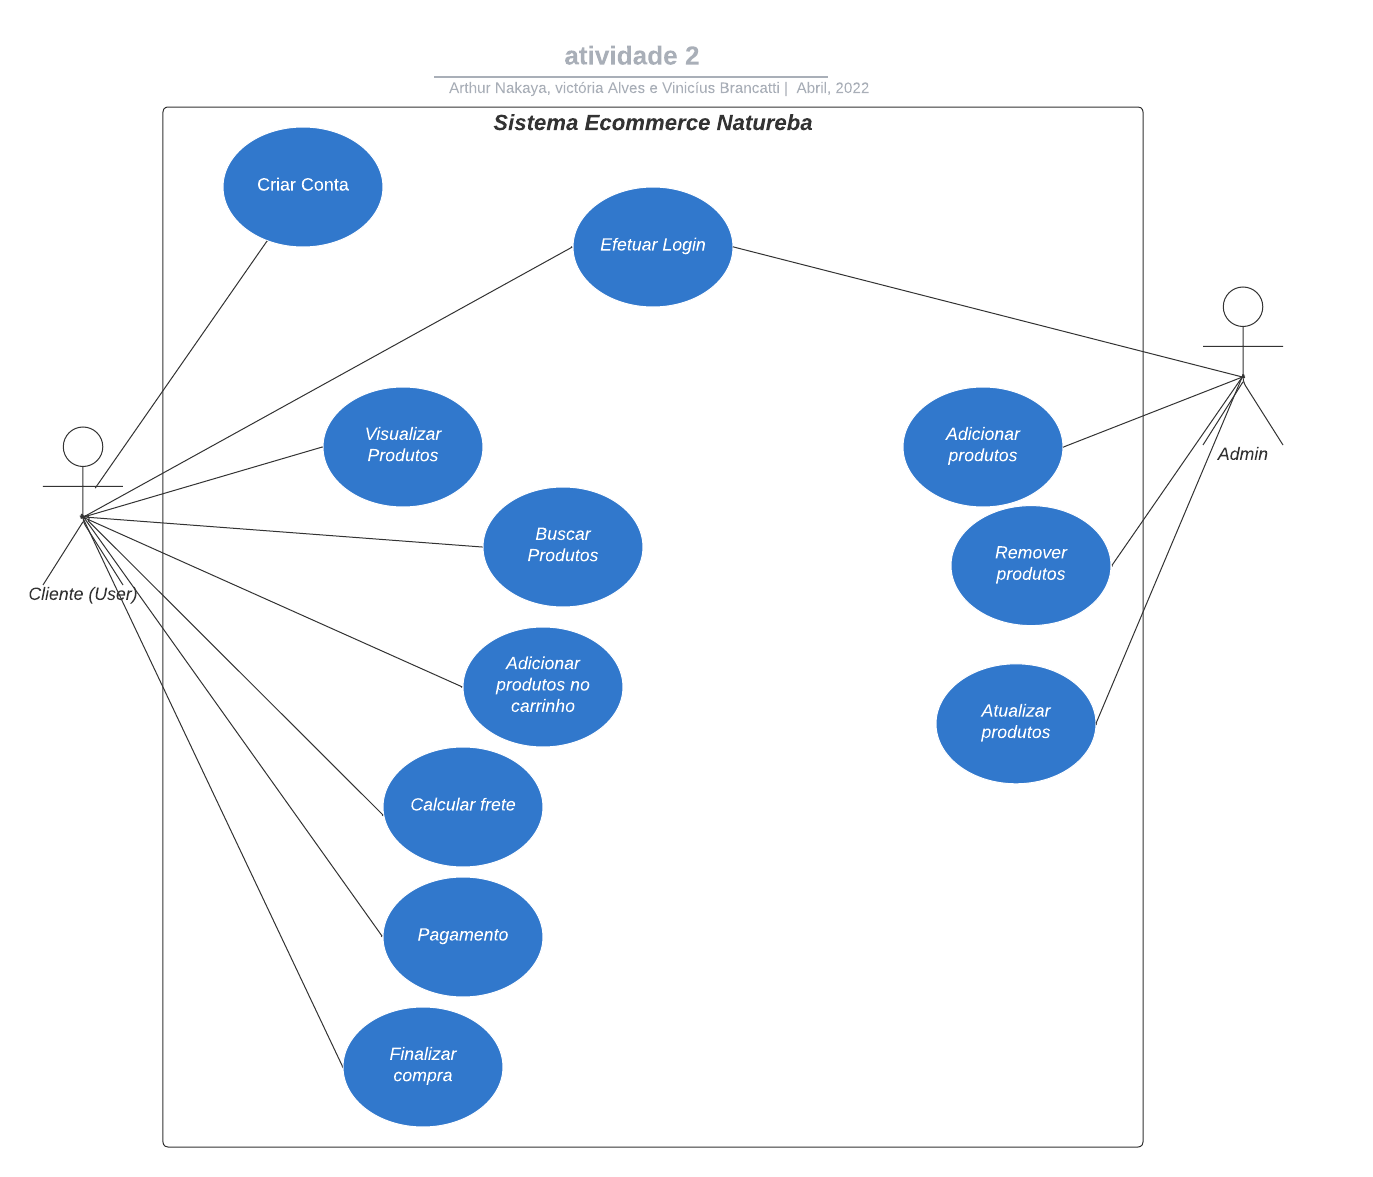 atividade 2
Arthur Nakaya, victória Alves e Vinicíus Brancatti |  Abril, 2022
Sistema Ecommerce Natureba
Criar Conta
Efetuar Login
Visualizar
Produtos
Adicionar
produtos
Admin
Buscar
Produtos
Remover
produtos
Cliente (User)
Adicionar
produtos no
carrinho
Atualizar
produtos
Calcular frete
Pagamento
Finalizar
compra